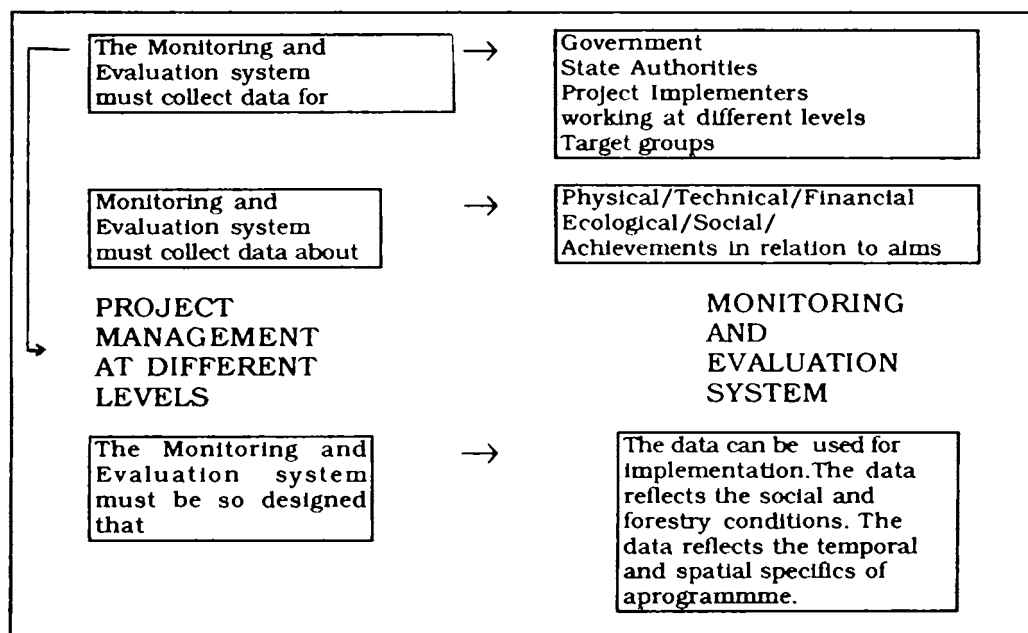 The Monitoring and
Evaluation system
must collect data for
Government
State Authorities
Project Implementers
working at different levels
Target groups
Monitoring and
Evaluation system
must collect data about
Physical/Technical/Financial
Ecological/Social/
Achievements in relation to aims
PROJECT
MANAGEMENT
AT DIFFERENT
LEVELS
MONITORING
AND
EVALUATION
SYSTEM
The Monitoring and
Evaluation system
must be so designed
that
The data can be used for
implementation.The data
reflects the social and
forestry conditions. The
data reflects the temporal
and spatial specifics of
aprogrammme.